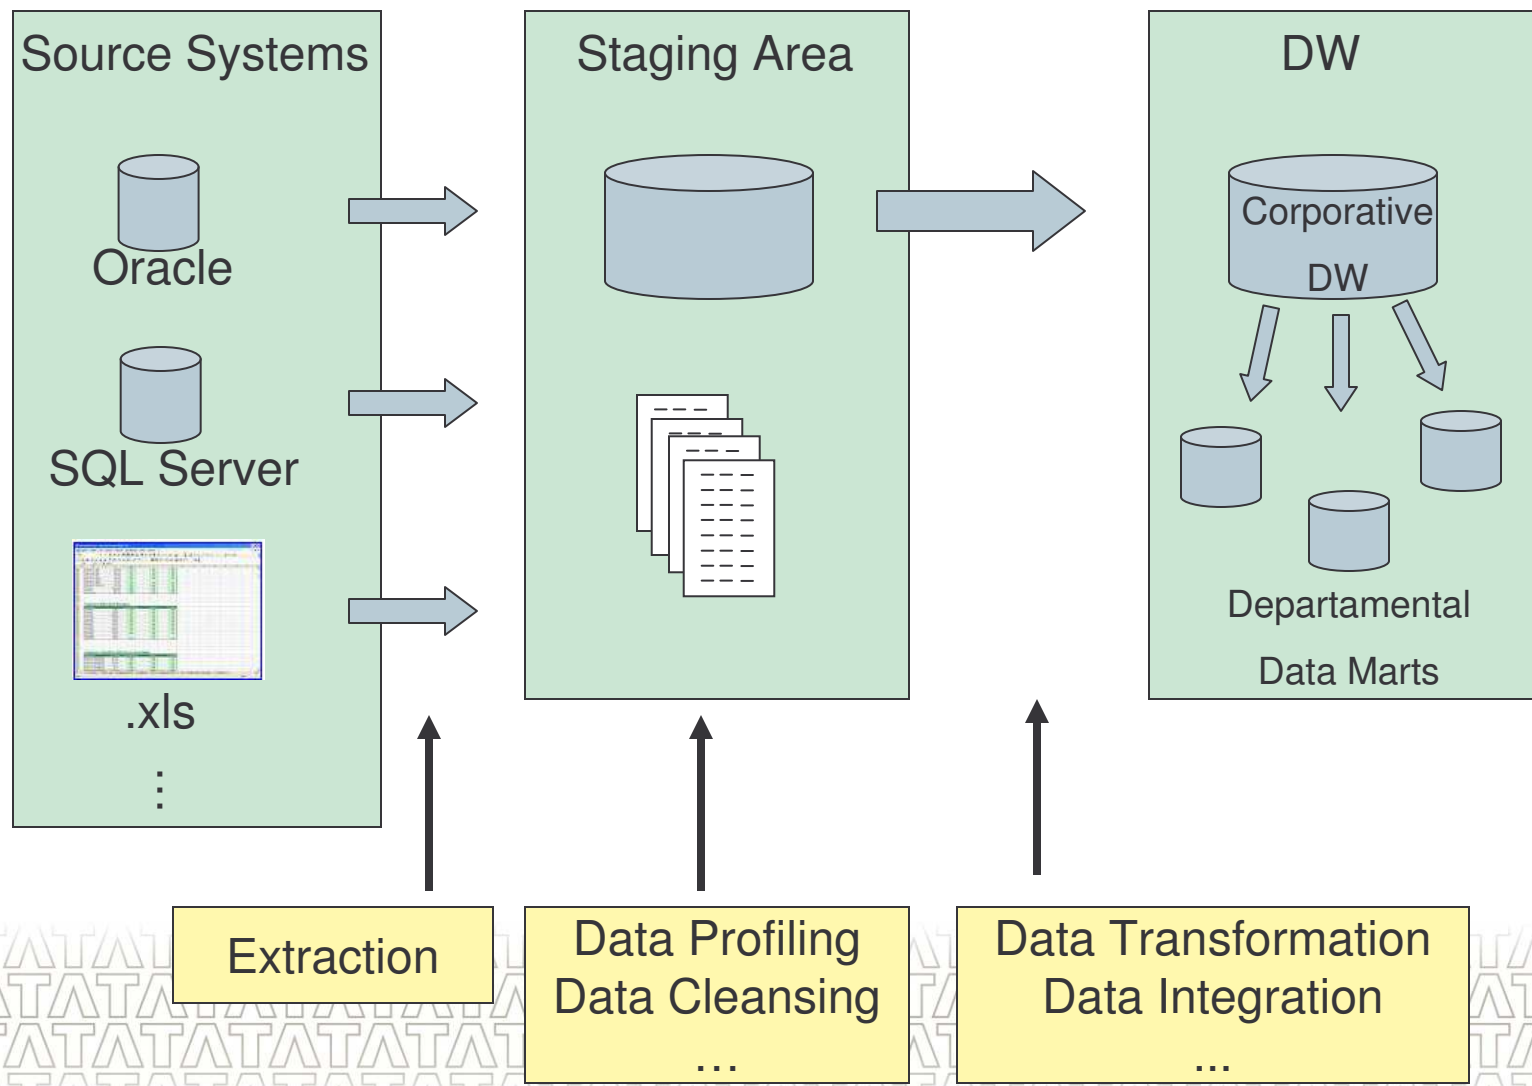 Source Systems
Oracle
SQL Server
.xls
⋮
Staging Area
DW
Corporative
DW
Departamental
Data Marts
Extraction
Data Profiling
Data Cleansing
…
Data Transformation
Data Integration
...